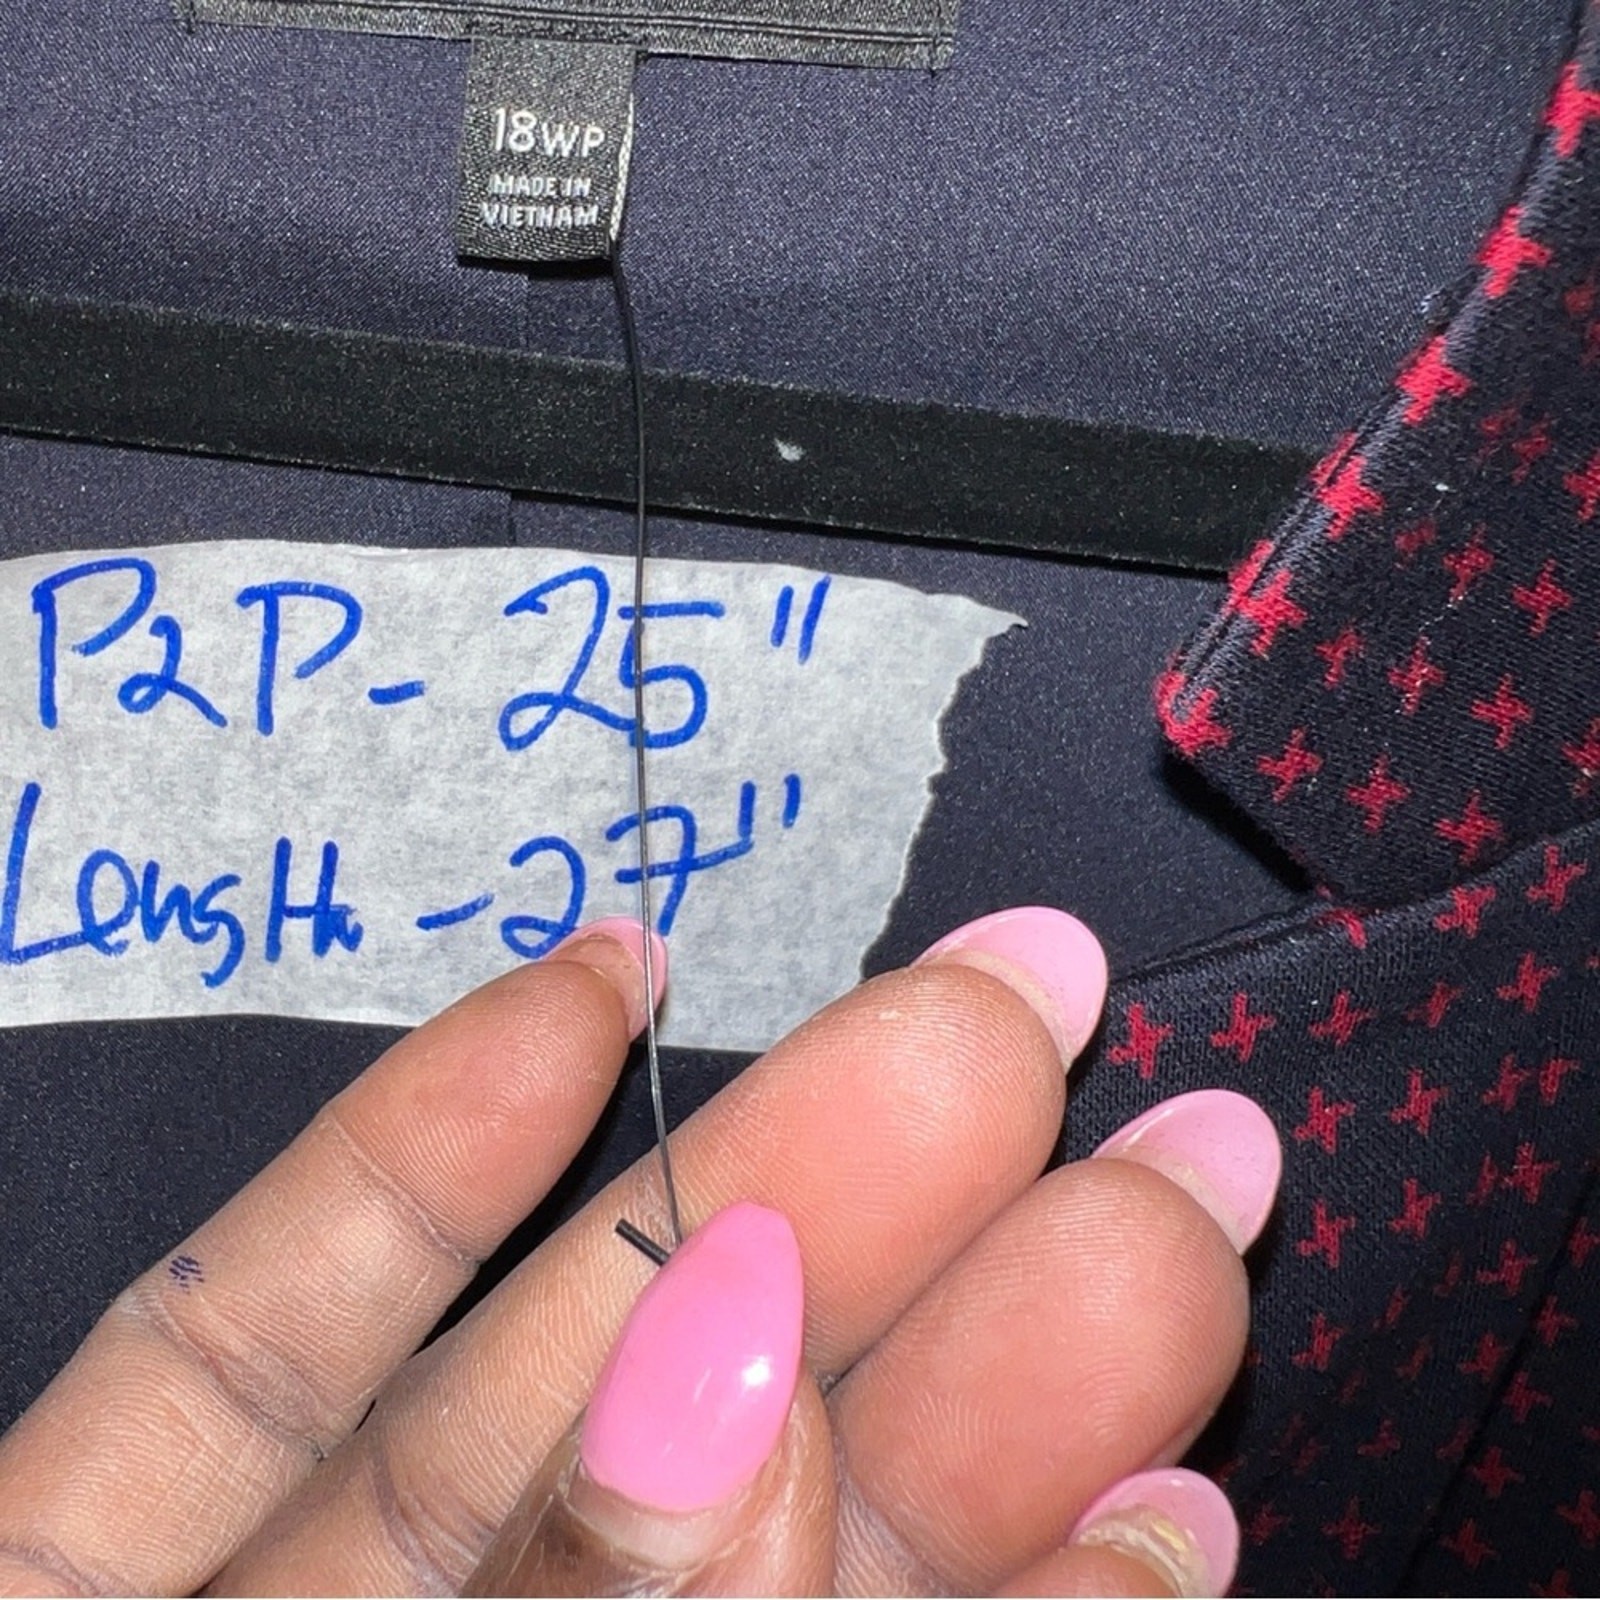 18WP
MADE IN
VIETNAM
P2P - 25"
Length - 27"